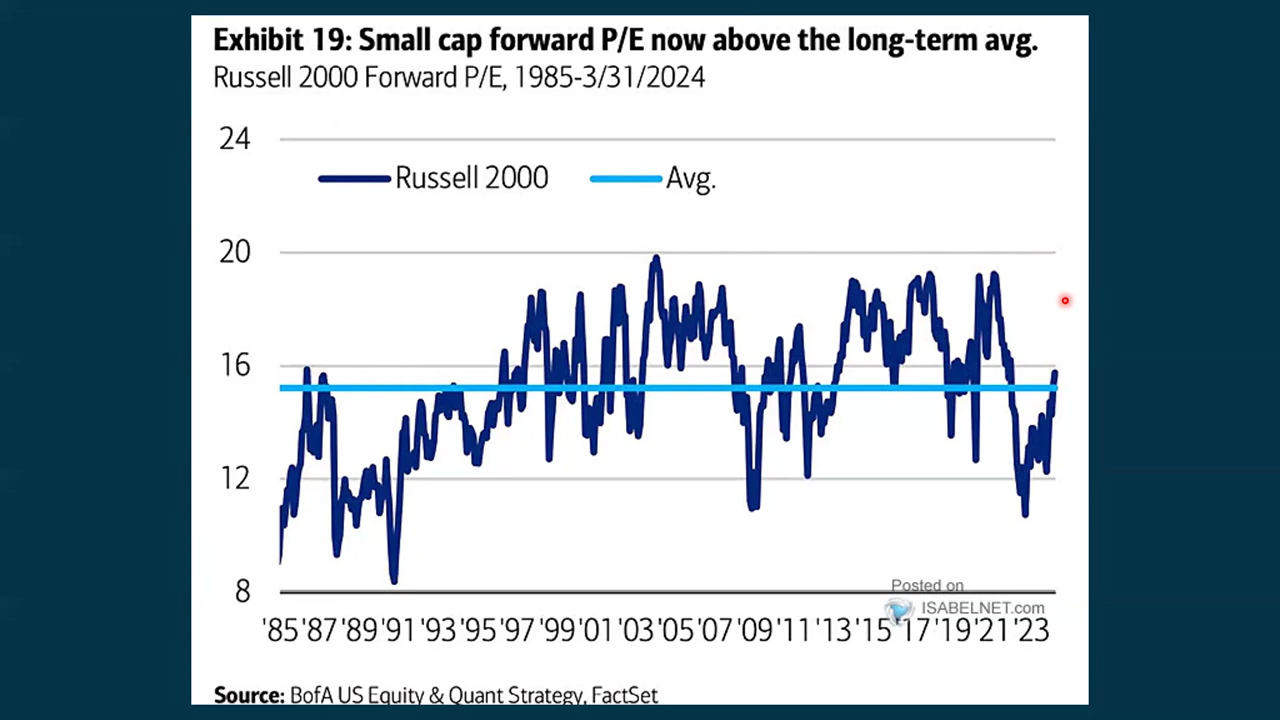 Exhibit 19: Small cap forward P/E now above the long-term avg.
Russell 2000 Forward P/E, 1985-3/31/2024
24
Russell 2000 Avg.
20
16
12
8
Posted on
ISABELNET.com
'85 '87 '89 '91 '93 '95 '97 '99 '01 '03 '05 '07 '09 '11 '13 '15 '17 '19 '21 '23
Source: BofA US Equity & Quant Strategy, FactSet